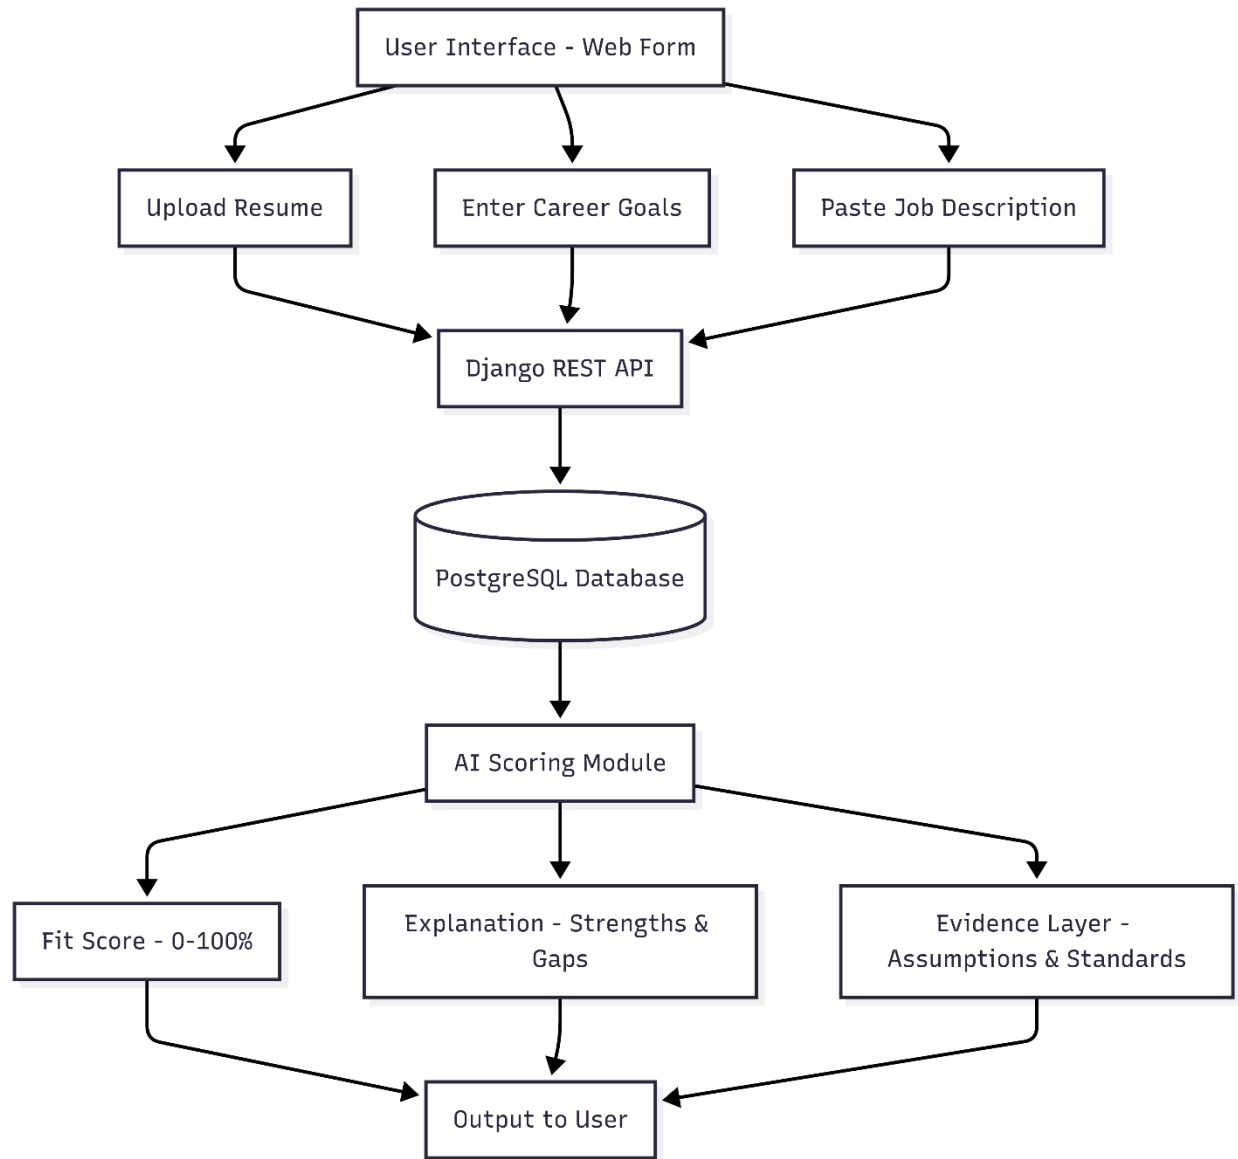 User Interface - Web Form
Upload Resume
Enter Career Goals
Paste Job Description
Django REST API
PostgreSQL Database
AI Scoring Module
Fit Score - 0-100%
Explanation - Strengths &
Gaps
Evidence Layer -
Assumptions & Standards
Output to User